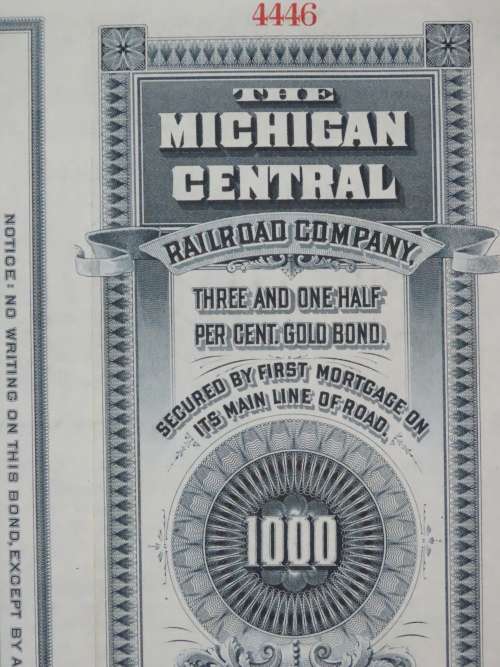 4446
THE
MICHIGAN
CENTRAL
RAILROAD COMPANY.
THREE AND ONE HALF
PER CENT. GOLD BOND.
SECURED BY FIRST MORTGAGE ON
ITS MAIN LINE OF ROAD.
1000
NOTICE: NO WRITING ON THIS BOND, EXCEPT BY A